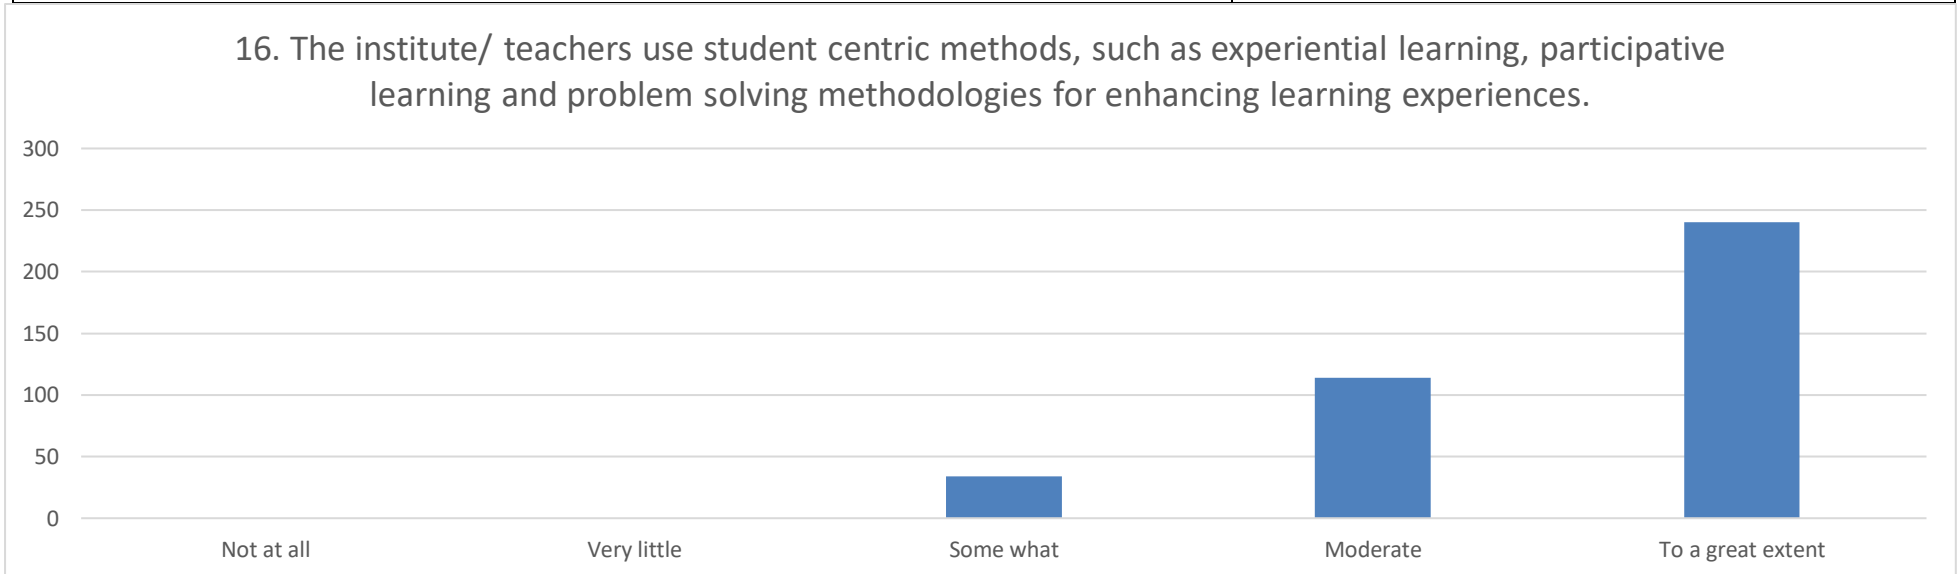 16. The institute/ teachers use student centric methods, such as experiential learning, participative
learning and problem solving methodologies for enhancing learning experiences.
300
250
200
150
100
50
0
Not at all
Very little
Some what
Moderate
To a great extent